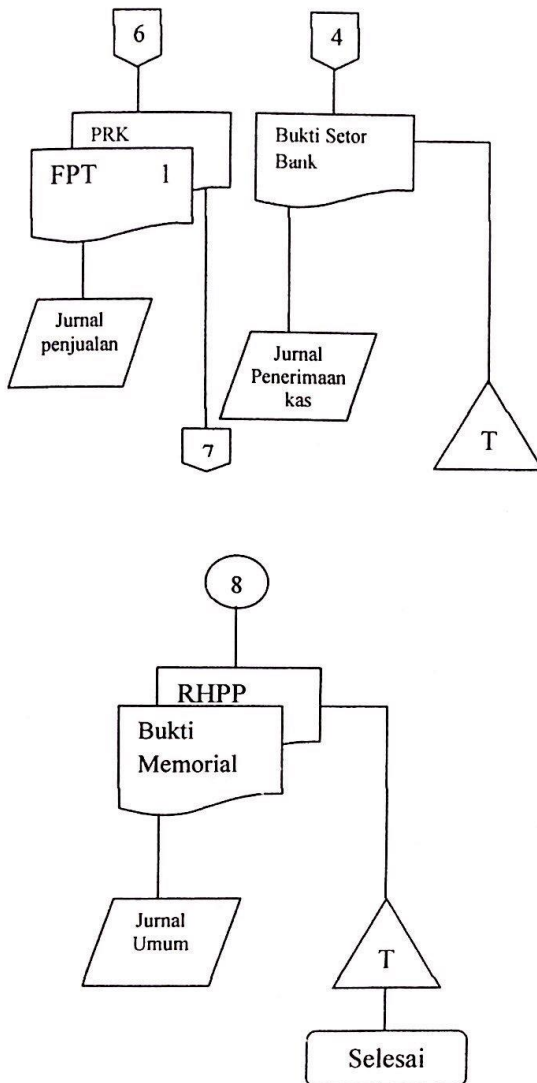 6
4
PRK
FPT 1
Bukti Setor
Bank
Jurnal
penjualan
Jurnal
Penerimaan
kas
7
T
8
RHPP
Bukti
Memorial
Jurnal
Umum
T
Selesai